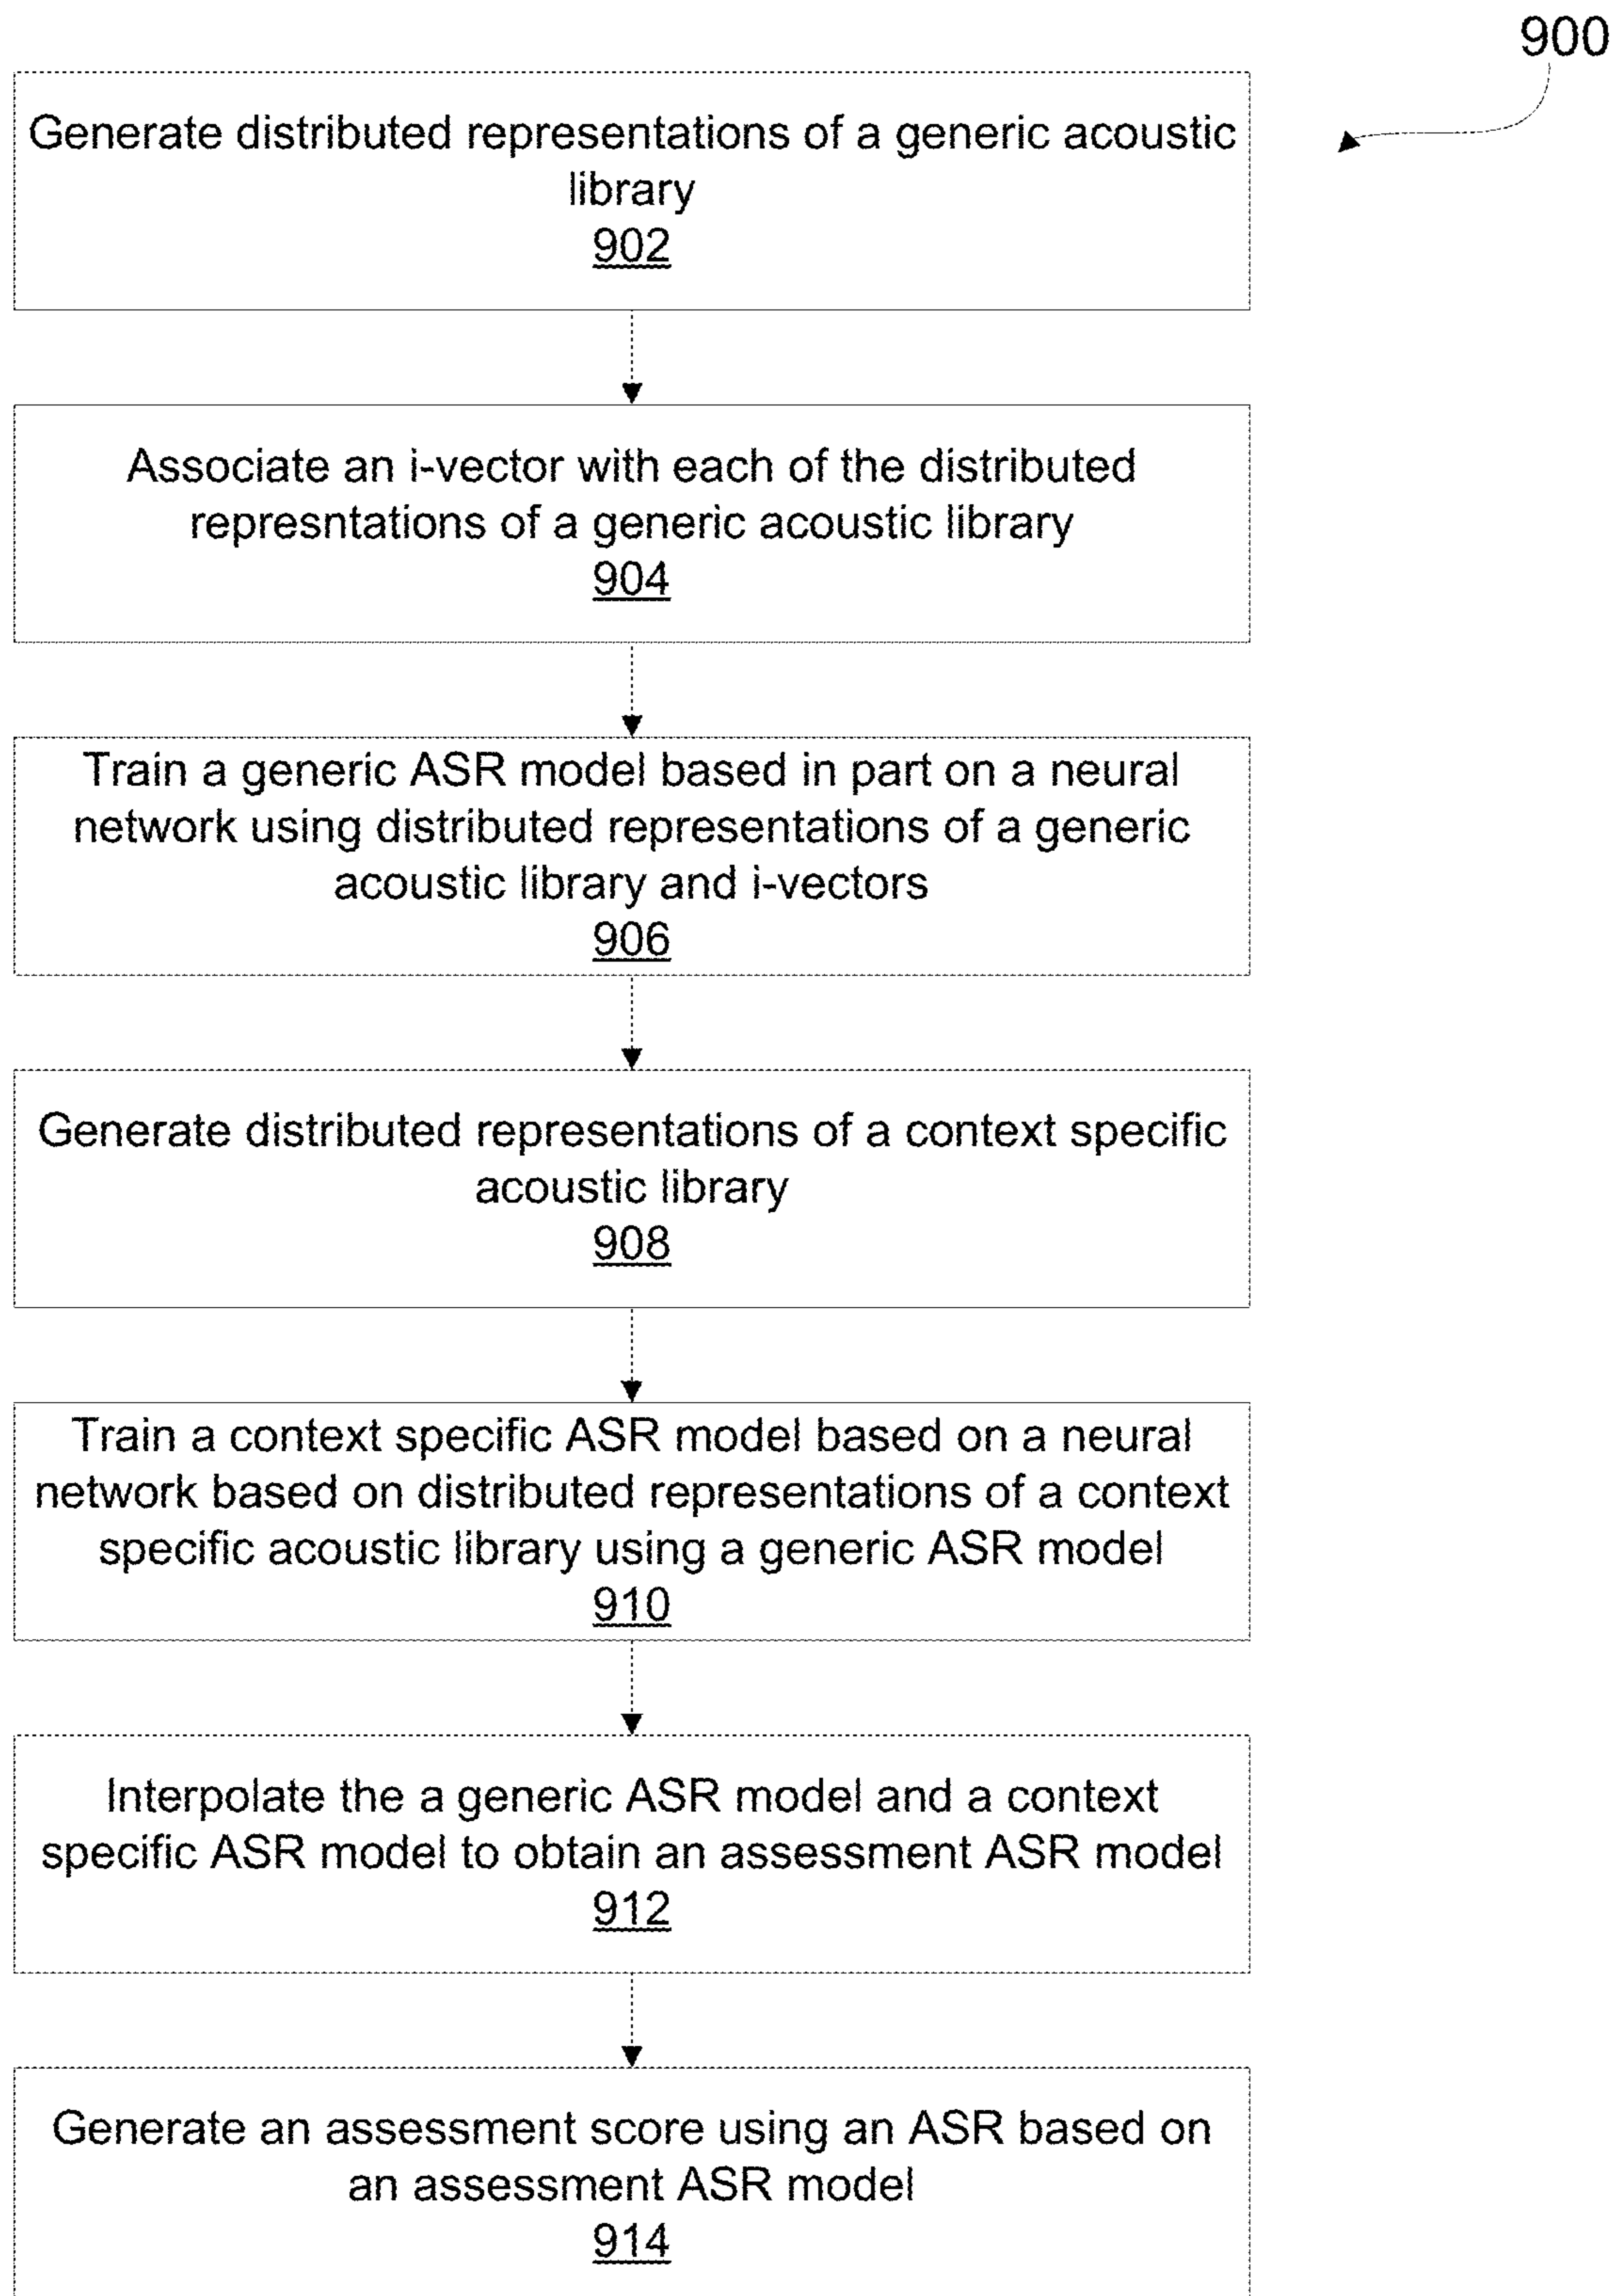 900
Generate distributed representations of a generic acoustic
library
902
Associate an i-vector with each of the distributed
represntations of a generic acoustic library
904
Train a generic ASR model based in part on a neural
network using distributed representations of a generic
acoustic library and i-vectors
906
Generate distributed representations of a context specific
acoustic library
908
Train a context specific ASR model based on a neural
network based on distributed representations of a context
specific acoustic library using a generic ASR model
910
Interpolate the a generic ASR model and a context
specific ASR model to obtain an assessment ASR model
912
Generate an assessment score using an ASR based on
an assessment ASR model
914